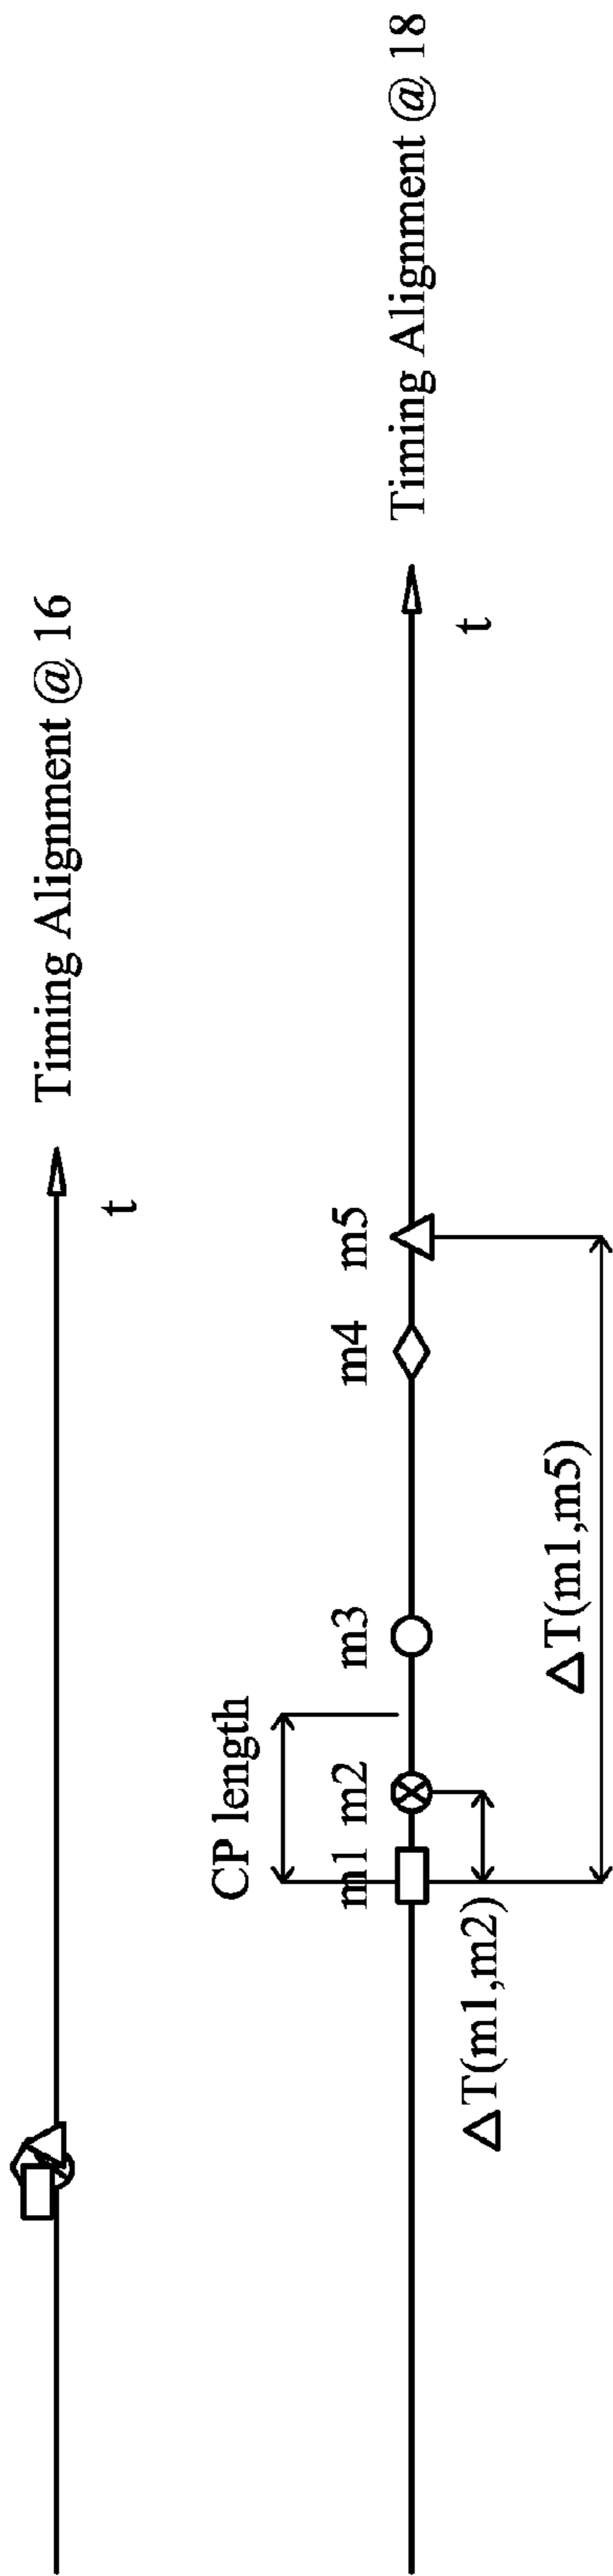 Timing Alignment @ 16
t
Timing Alignment @ 18
t
CP length
m1 m2 m3 m4 m5
ΔT(m1,m2)
ΔT(m1,m5)